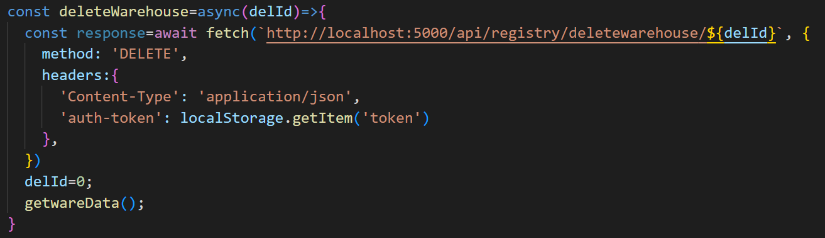 const deleteWarehouse=async(delId)=>{
  const response=await fetch(`http://localhost:5000/api/registry/deletewarehouse/${delId}`, {
    method: 'DELETE',
    headers:{
      'Content-Type': 'application/json',
      'auth-token': localStorage.getItem('token')
    },
  })
  delId=0;
  getwareData();
}